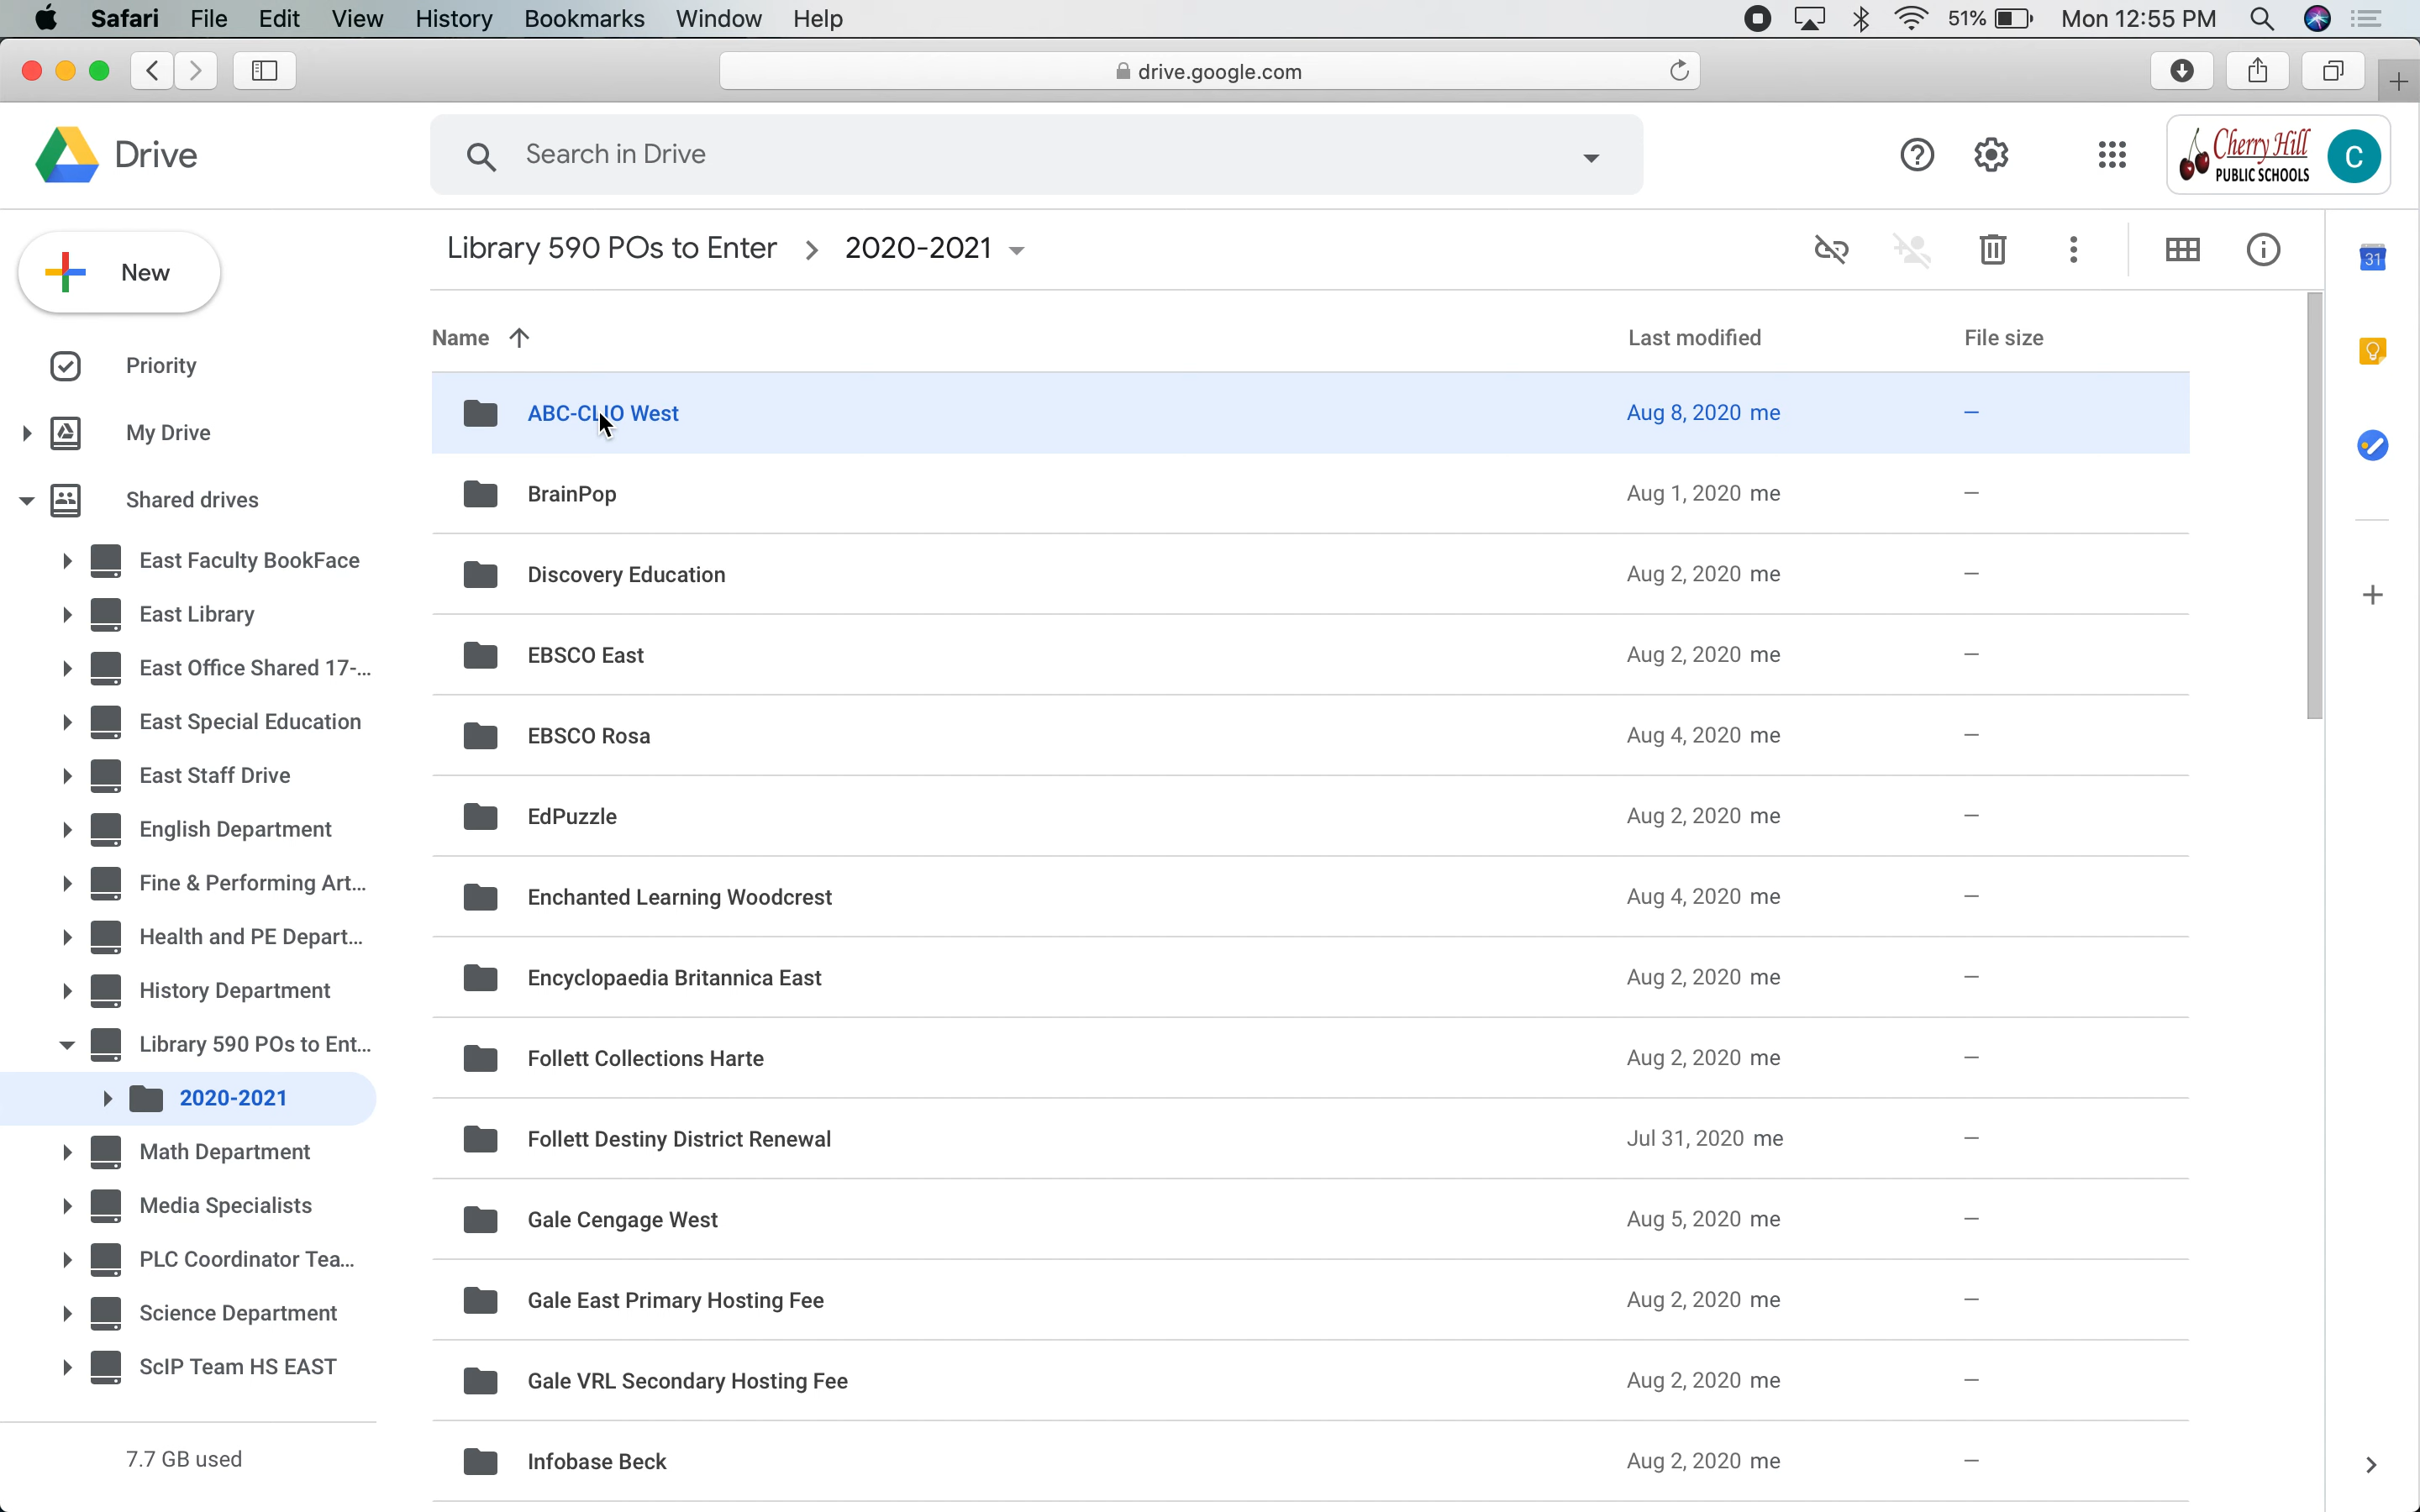 Safari File Edit View History Bookmarks Window Help 51% Mon 12:55 PM
drive.google.com
Drive
Search in Drive
Cherry Hill
PUBLIC SCHOOLS
C
New
Library 590 POs to Enter > 2020-2021
31
Name Last modified File size
Priority
My Drive
Shared drives
East Faculty BookFace
East Library
East Office Shared 17-...
East Special Education
East Staff Drive
English Department
Fine & Performing Art...
Health and PE Depart...
History Department
Library 590 POs to Ent...
2020-2021
Math Department
Media Specialists
PLC Coordinator Tea...
Science Department
ScIP Team HS EAST
7.7 GB used
ABC-CLIO West Aug 8, 2020 me –
BrainPop Aug 1, 2020 me –
Discovery Education Aug 2, 2020 me –
EBSCO East Aug 2, 2020 me –
EBSCO Rosa Aug 4, 2020 me –
EdPuzzle Aug 2, 2020 me –
Enchanted Learning Woodcrest Aug 4, 2020 me –
Encyclopaedia Britannica East Aug 2, 2020 me –
Follett Collections Harte Aug 2, 2020 me –
Follett Destiny District Renewal Jul 31, 2020 me –
Gale Cengage West Aug 5, 2020 me –
Gale East Primary Hosting Fee Aug 2, 2020 me –
Gale VRL Secondary Hosting Fee Aug 2, 2020 me –
Infobase Beck Aug 2, 2020 me –